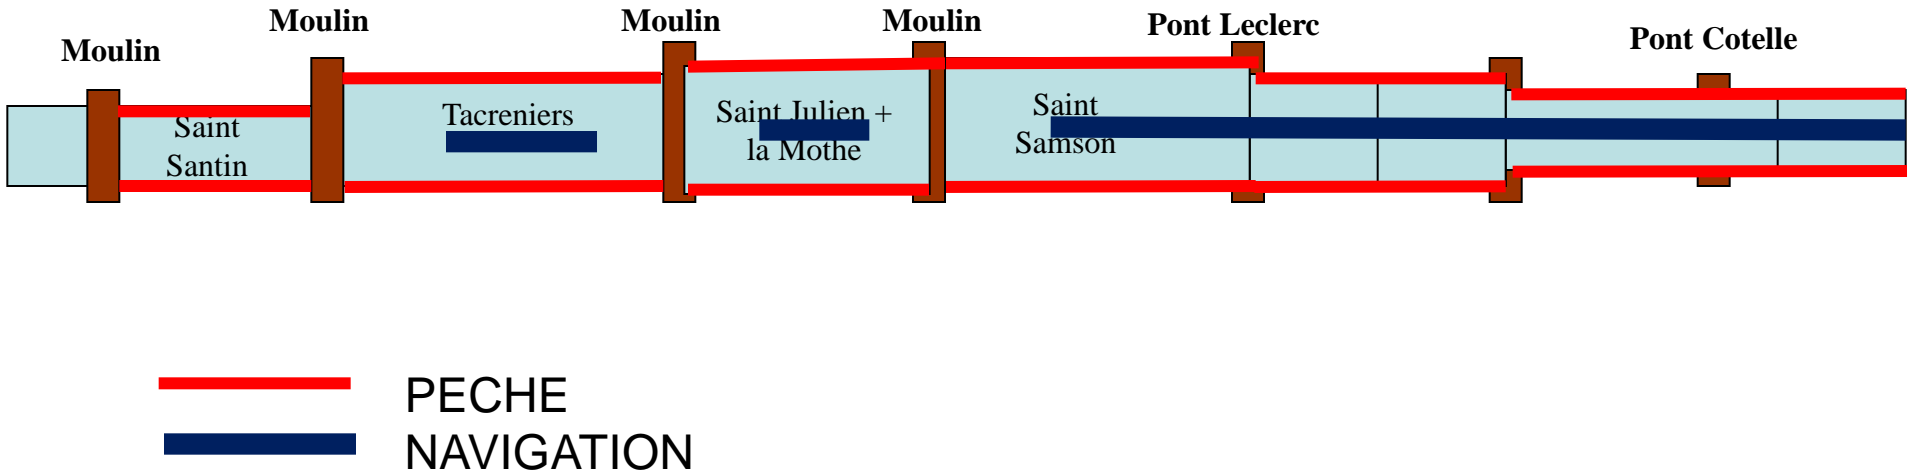 Moulin
Moulin
Moulin
Moulin
Pont Leclerc
Pont Cotelle
Saint
Santin
Tacreniers
Saint Julien +
la Mothe
Saint
Samson
PECHE
NAVIGATION